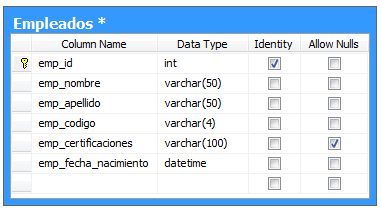 Empleados *
Column Name Data Type Identity Allow Nulls
emp_id int
emp_nombre varchar(50)
emp_apellido varchar(50)
emp_codigo varchar(4)
emp_certificaciones varchar(100)
emp_fecha_nacimiento datetime